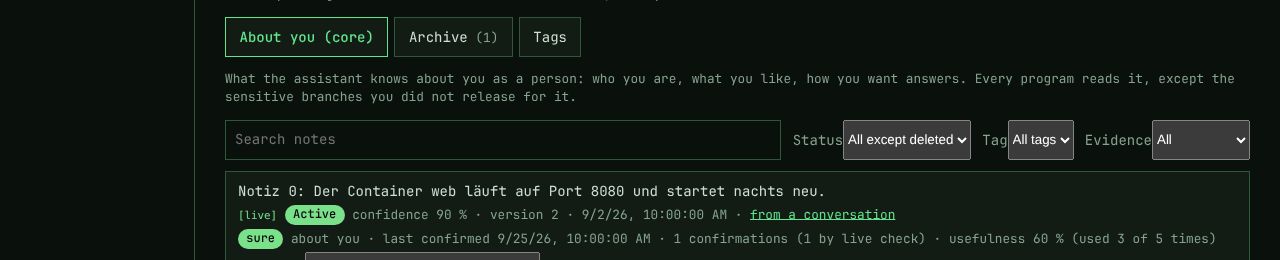 About you (core) Archive (1) Tags
What the assistant knows about you as a person: who you are, what you like, how you want answers. Every program reads it, except the
sensitive branches you did not release for it.
Search notes Status All except deleted Tag All tags Evidence All
Notiz 0: Der Container web läuft auf Port 8080 und startet nachts neu.
[live] Active confidence 90 % · version 2 · 9/2/26, 10:00:00 AM · from a conversation
sure about you · last confirmed 9/25/26, 10:00:00 AM · 1 confirmations (1 by live check) · usefulness 60 % (used 3 of 5 times)